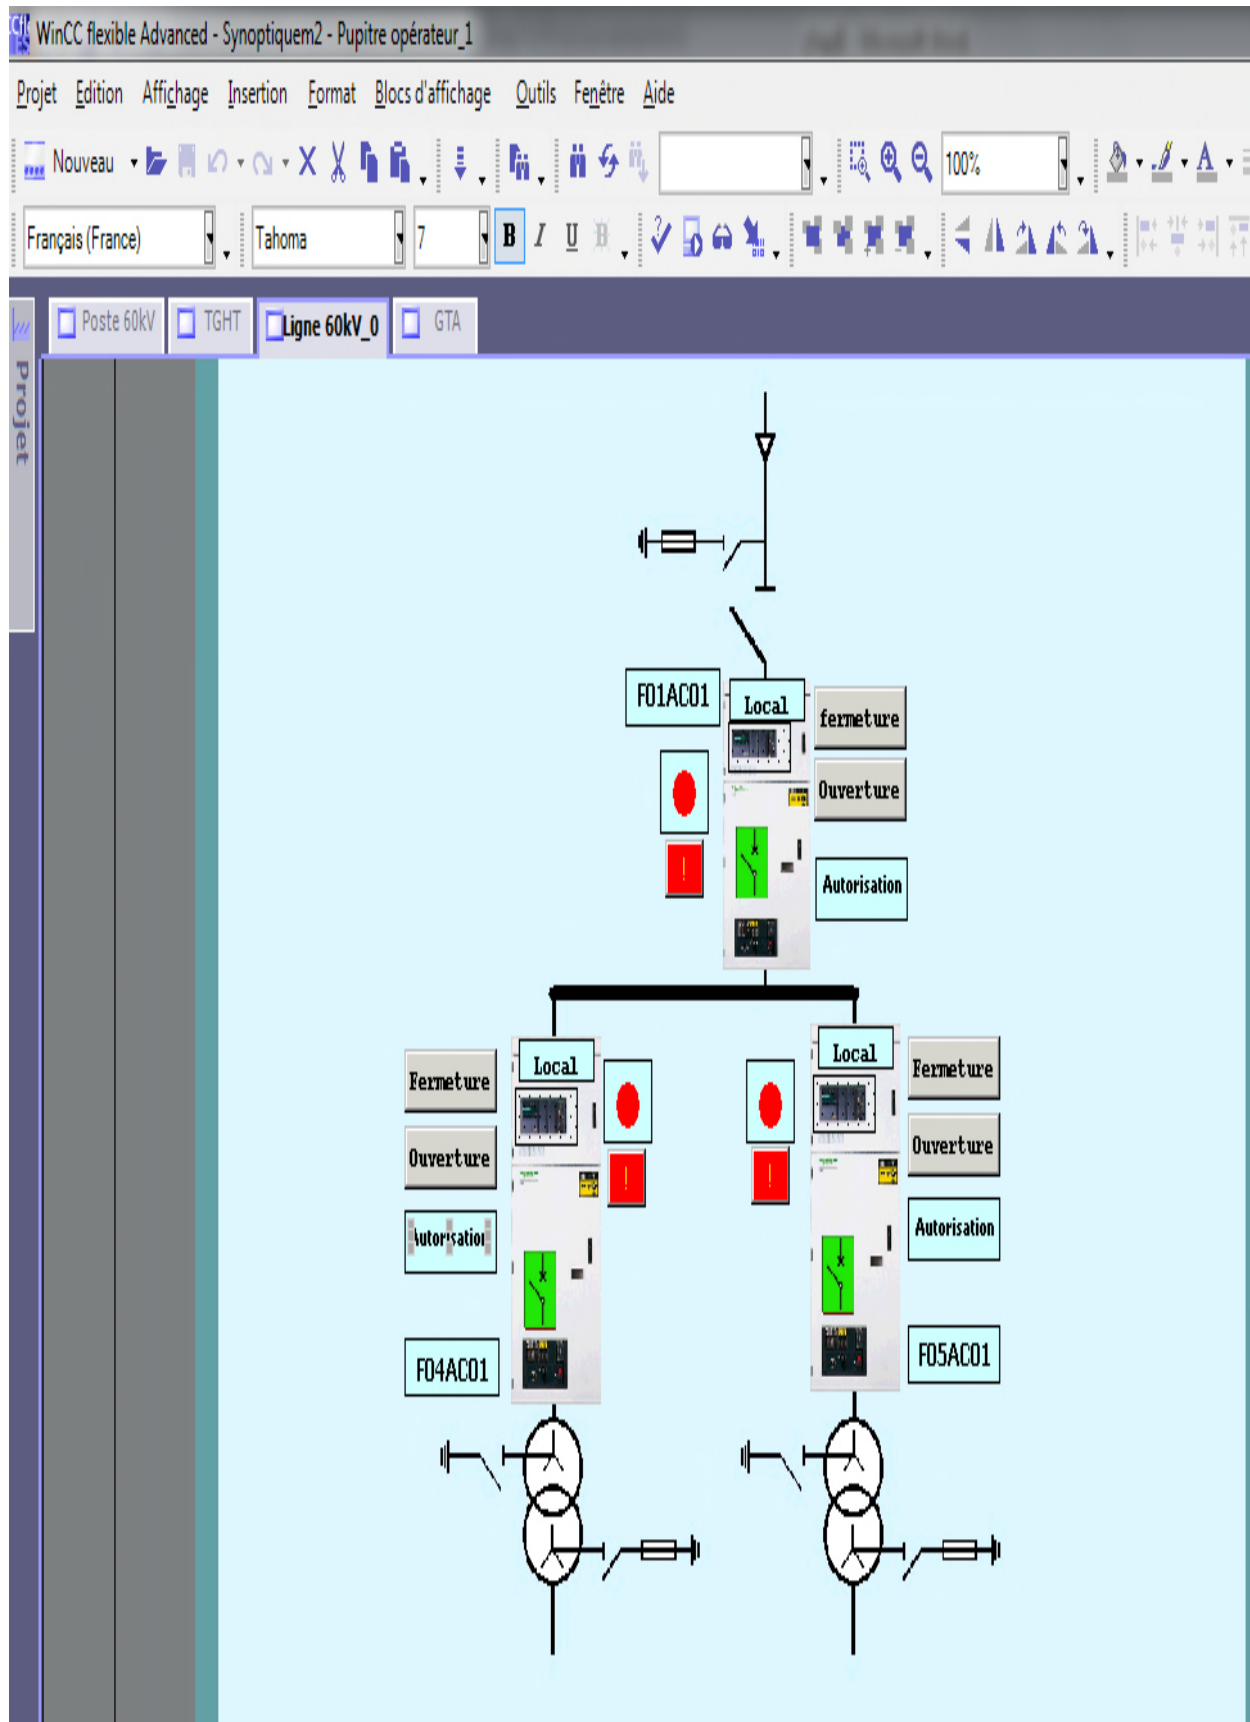 WinCC flexible Advanced - Synoptiquem2 - Pupitre opérateur_1
Projet Edition Affichage Insertion Format Blocs d'affichage Outils Fenêtre Aide
Nouveau 100%
Français (France) Tahoma 7 B I U B A
Poste 60kV TGHT Ligne 60kV_0 GTA
Projet
F01AC01 Local fermeture
Ouverture
!
Autorisation
Fermeture Local Local Fermeture
Ouverture Ouverture
! !
Autorisation Autorisation
F04AC01 F05AC01